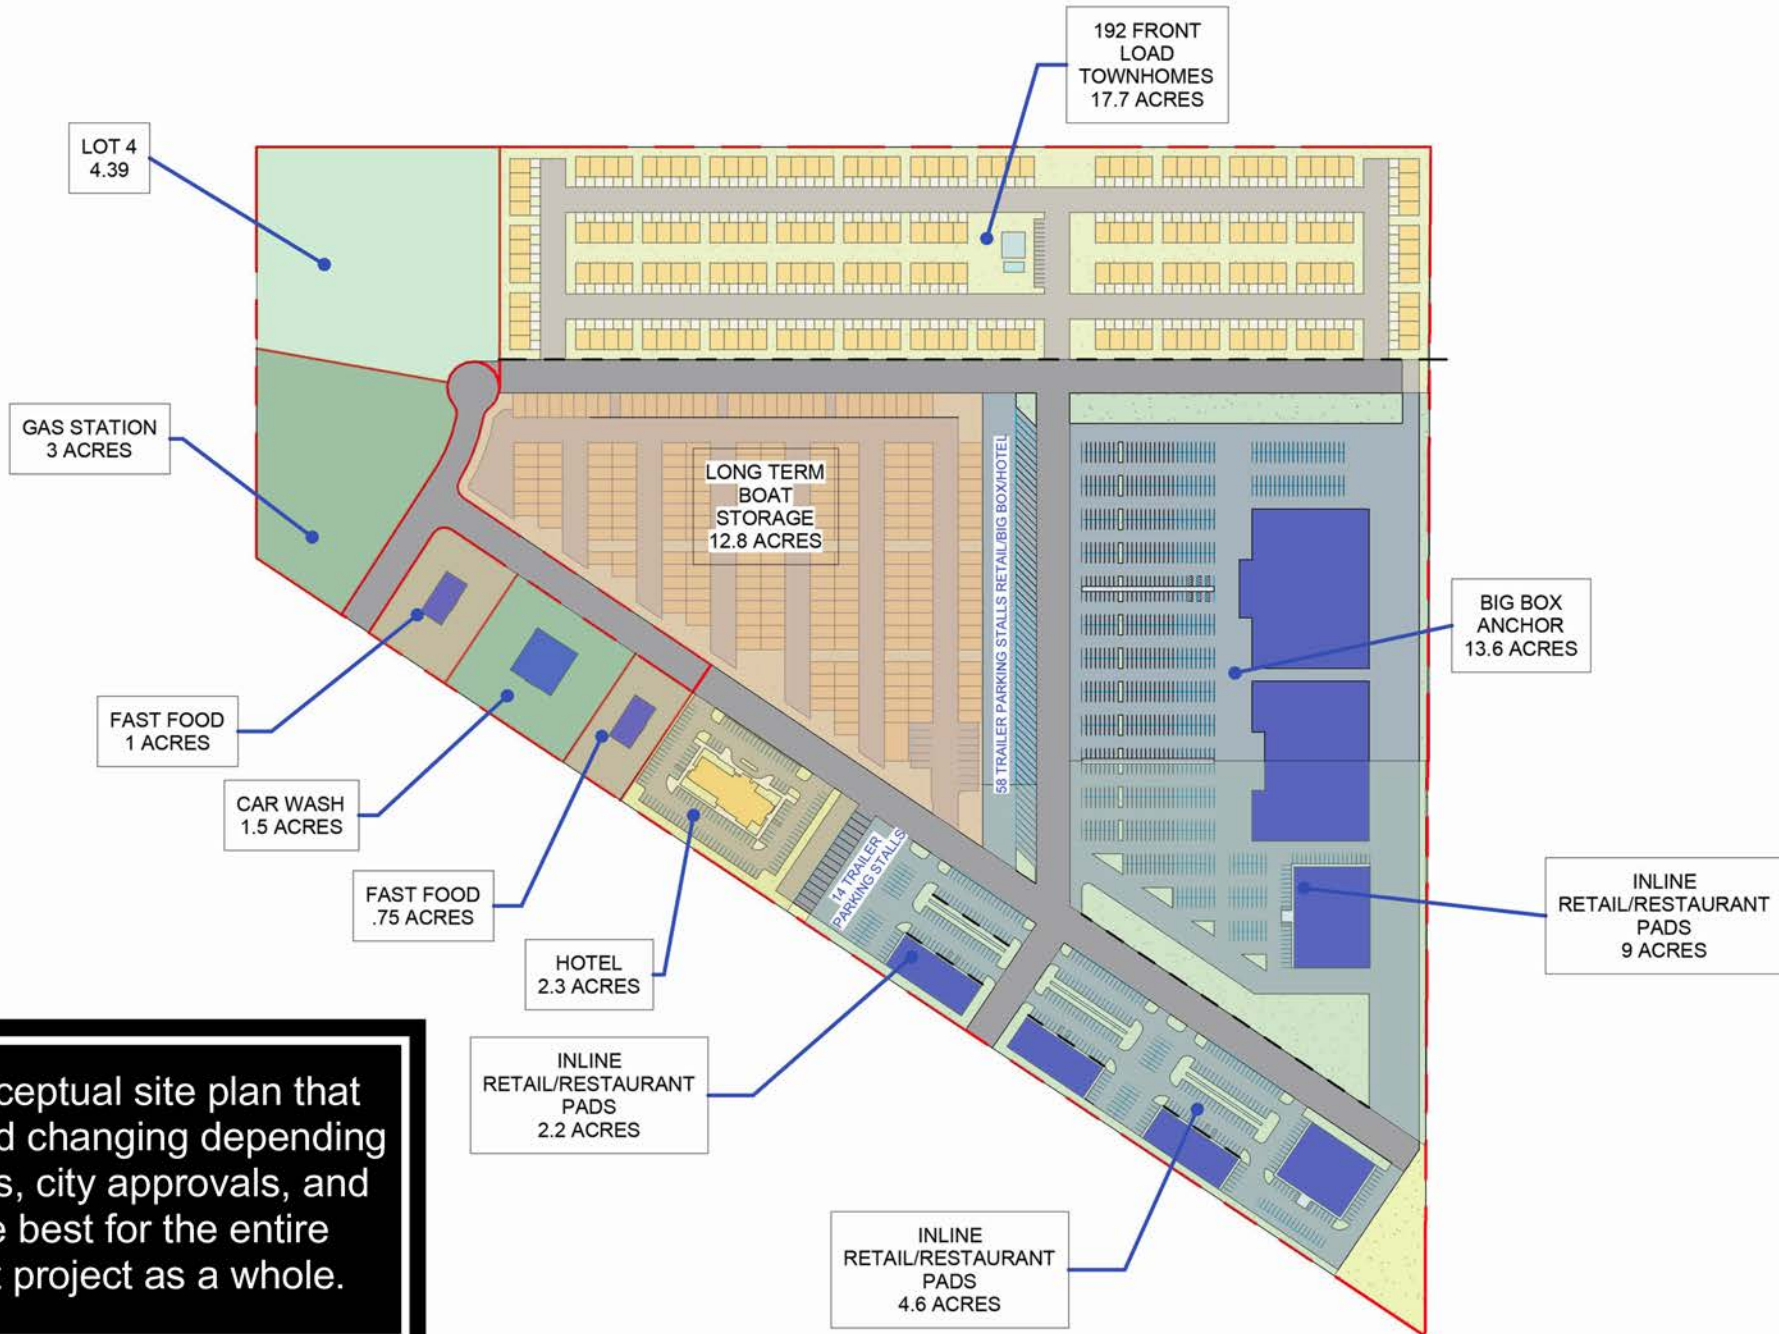 192 FRONT
LOAD
TOWNHOMES
17.7 ACRES
LOT 4
4.39
GAS STATION
3 ACRES
LONG TERM
BOAT
STORAGE
12.8 ACRES
58 TRAILER PARKING STALLS RETAIL/BIG BOX/HOTEL
BIG BOX
ANCHOR
13.6 ACRES
FAST FOOD
1 ACRES
CAR WASH
1.5 ACRES
FAST FOOD
.75 ACRES
14 TRAILER
PARKING STALLS
INLINE
RETAIL/RESTAURANT
PADS
9 ACRES
HOTEL
2.3 ACRES
INLINE
RETAIL/RESTAURANT
PADS
2.2 ACRES
INLINE
RETAIL/RESTAURANT
PADS
4.6 ACRES
ceptual site plan that
d changing depending
s, city approvals, and
e best for the entire
t project as a whole.